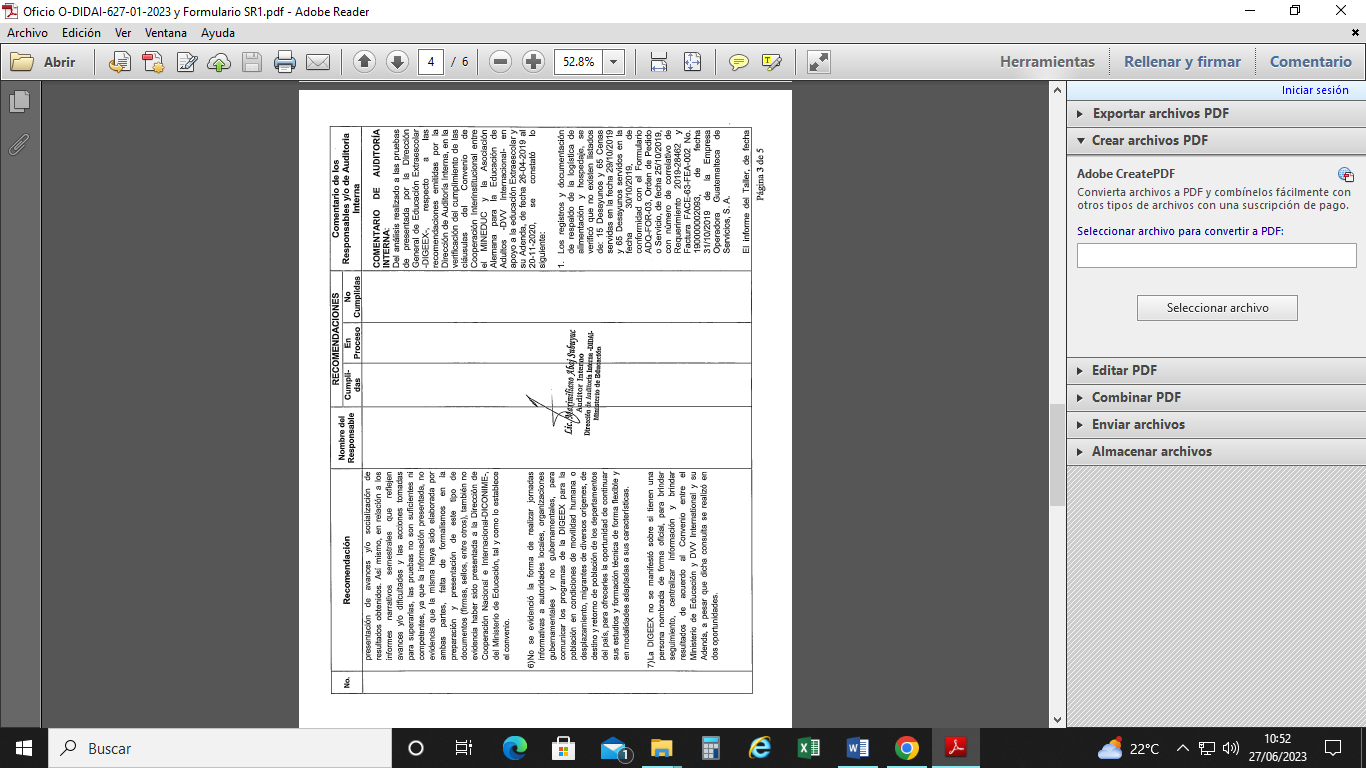 Oficio O-DIDAI-627-01-2023 y Formulario SR1.pdf - Adobe Reader
Archivo Edición Ver Ventana Ayuda
Abrir
4 / 6
52.8%
Herramientas
Rellenar y firmar
Comentario
Iniciar sesión
Exportar archivos PDF
Crear archivos PDF
Adobe CreatePDF
Convierta archivos a PDF y combínelos fácilmente con
otros tipos de archivos con una suscripción de pago.
Seleccionar archivo para convertir a PDF:
Seleccionar archivo
Editar PDF
Combinar PDF
Enviar archivos
Almacenar archivos
No.
Recomendación
Nombre del
Responsable
RECOMENDACIONES
Cumpli-
das
En
Proceso
No
Cumplidas
Comentario de los
Responsables y/o de Auditoría
Interna
presentación de avances y/o socialización de
resultados obtenidos. Así mismo, en relación a los
informes narrativos semestrales que reflejen
avances y/o dificultades y las acciones tomadas
para superarlas, las pruebas no son suficientes ni
competentes, ya que la información presentada, no
evidencia que la misma haya sido elaborada por
ambas partes, falta de formalismos en la
preparación y presentación de este tipo de
documentos (firmas, sellos, entre otros), también no
evidencia haber sido presentada a la Dirección de
Cooperación Nacional e Internacional-DICONIME-,
del Ministerio de Educación, tal y como lo establece
el convenio.
6)No se evidenció la forma de realizar jornadas
informativas a autoridades locales, organizaciones
gubernamentales y no gubernamentales, para
comunicar los programas de la DIGEEX para la
población en condiciones de movilidad humana o
desplazamiento, migrantes de diversos orígenes, de
destino y retorno de población de los departamentos
del país, para ofrecerles la oportunidad de continuar
sus estudios y formación técnica de forma flexible y
en modalidades adaptadas a sus características.
7)La DIGEEX no se manifestó sobre si tienen una
persona nombrada de forma oficial, para brindar
seguimiento, centralizar información y brindar
resultados de acuerdo al Convenio entre el
Ministerio de Educación y DVV International y su
Adenda, a pesar que dicha consulta se realizó en
dos oportunidades.
Lic. Maximiliano Abaj Subuyuc
Auditor Interno
Dirección de Auditoría Interna -DIDAI-
Ministerio de Educación
COMENTARIO DE AUDITORÍA
INTERNA:
Del análisis realizado a las pruebas
de presentada por la Dirección
General de Educación Extraescolar
-DIGEEX-, respecto a las
recomendaciones emitidas por la
Dirección de Auditoría Interna, en la
verificación del cumplimiento de las
cláusulas del Convenio de
Cooperación Interinstitucional entre
el MINEDUC y la Asociación
Alemana para la Educación de
Adultos -DVV Internacional- en
apoyo a la educación Extraescolar y
su Adenda, de fecha 26-04-2019 al
20-11-2020, se constató lo
siguiente:
1. Los registros y documentación
de respaldo de la logística de
alimentación y hospedaje, se
verificó que no existen listados
de: 15 Desayunos y 65 Cenas
servidas en la fecha 29/10/2019
y 65 Desayunos servidos en la
fecha 30/10/2019, de
conformidad con el Formulario
ADQ-FOR-03, Orden de Pedido
o Servicio, de fecha 25/10/2019,
con número de correlativo de
Requerimiento 2019-28462 y
Factura FACE-63-FEA-002 No.
190000002093, de fecha
31/10/2019 de la Empresa
Operadora Guatemalteca de
Servicios, S. A.
El informe del Taller, de fecha
Página 3 de 5
Buscar
1
22°C
10:52
27/06/2023